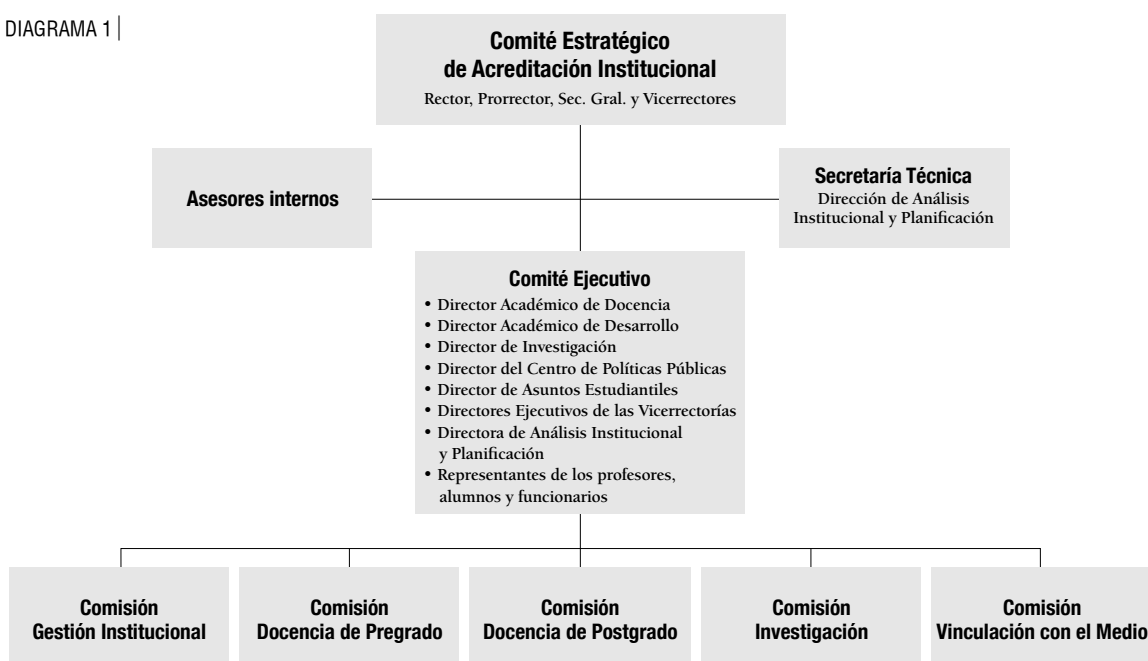 DIAGRAMA 1 |
Comité Estratégico
de Acreditación Institucional
Rector, Prorrector, Sec. Gral. y Vicerrectores
Asesores internos
Secretaría Técnica
Dirección de Análisis
Institucional y Planificación
Comité Ejecutivo
• Director Académico de Docencia
• Director Académico de Desarrollo
• Director de Investigación
• Director del Centro de Políticas Públicas
• Director de Asuntos Estudiantiles
• Directores Ejecutivos de las Vicerrectorías
• Directora de Análisis Institucional
y Planificación
• Representantes de los profesores,
alumnos y funcionarios
Comisión
Gestión Institucional
Comisión
Docencia de Pregrado
Comisión
Docencia de Postgrado
Comisión
Investigación
Comisión
Vinculación con el Medio